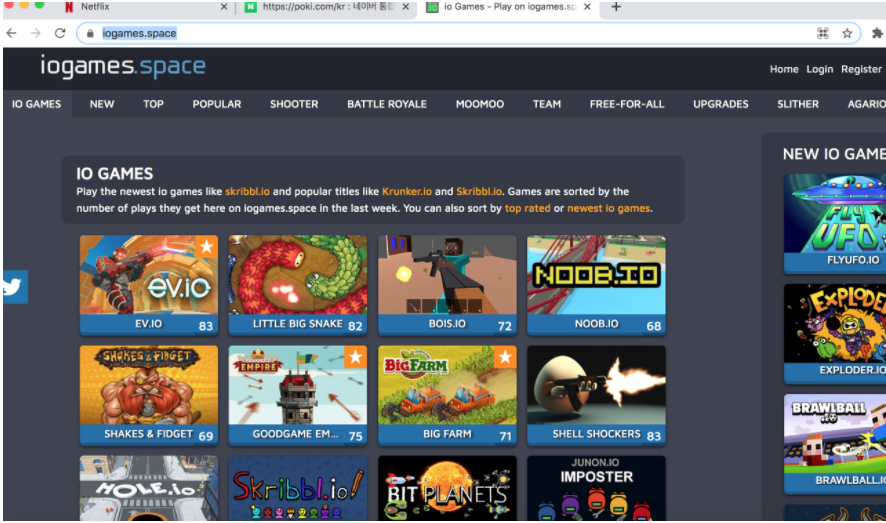 Netflix
https://poki.com/kr : 네이버 통합
io Games - Play on iogames.sp
iogames.space
iogames.space
Home Login Register
IO GAMES NEW TOP POPULAR SHOOTER BATTLE ROYALE MOOMOO TEAM FREE-FOR-ALL UPGRADES SLITHER AGARIO
IO GAMES
Play the newest io games like skribbl.io and popular titles like Krunker.io and Skribbl.io. Games are sorted by the
number of plays they get here on iogames.space in the last week. You can also sort by top rated or newest io games.
NEW IO GAME
FLY
UFO
FLYUFO.IO
ev.io
EV.IO 83
LITTLE BIG SNAKE 82
BOIS.IO 72
NOOB.IO
NOOB.IO 68
EXPLODER
EXPLODER.IO
SHAKES & FIDGET
SHAKES & FIDGET 69
EMPIRE
GOODGAME EM... 75
BIGFARM
BIG FARM 71
SHELL SHOCKERS 83
BRAWLBALL
.IO
BRAWLBALL.IO
HOLE.io
Skribbl.io!
BIT PLANETS
JUNON.IO
IMPOSTER